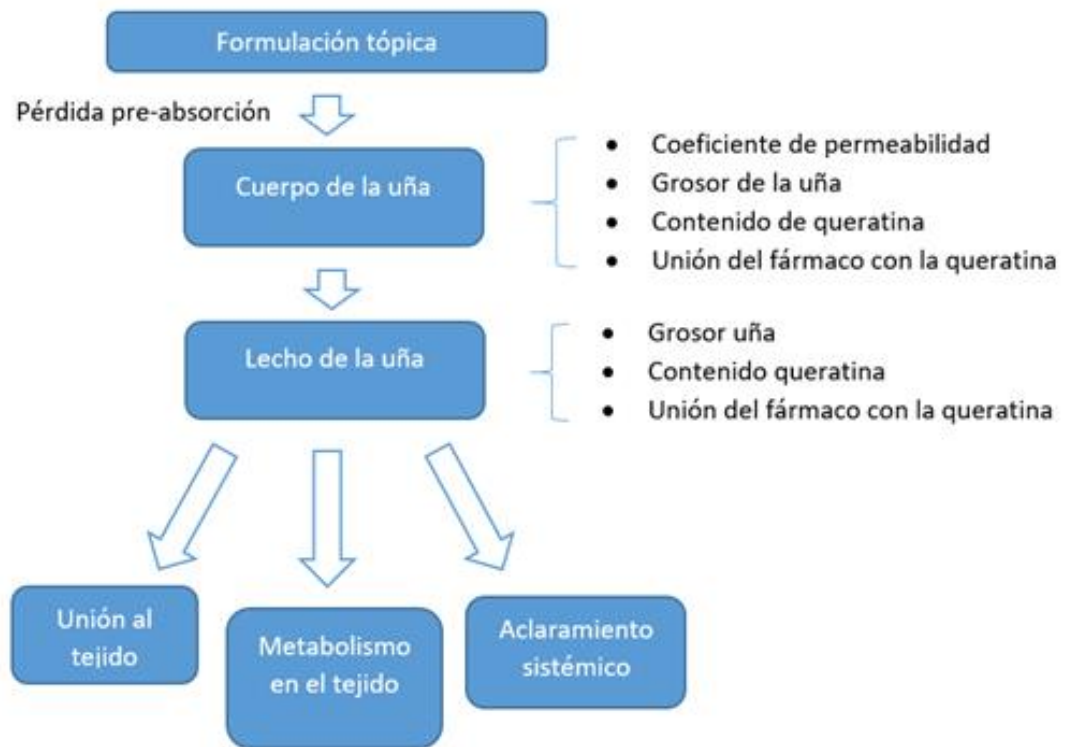 Formulación tópica
Pérdida pre-absorción
Cuerpo de la uña
• Coeficiente de permeabilidad
• Grosor de la uña
• Contenido de queratina
• Unión del fármaco con la queratina
Lecho de la uña
• Grosor uña
• Contenido queratina
• Unión del fármaco con la queratina
Unión al
tejido
Metabolismo
en el tejido
Aclaramiento
sistémico